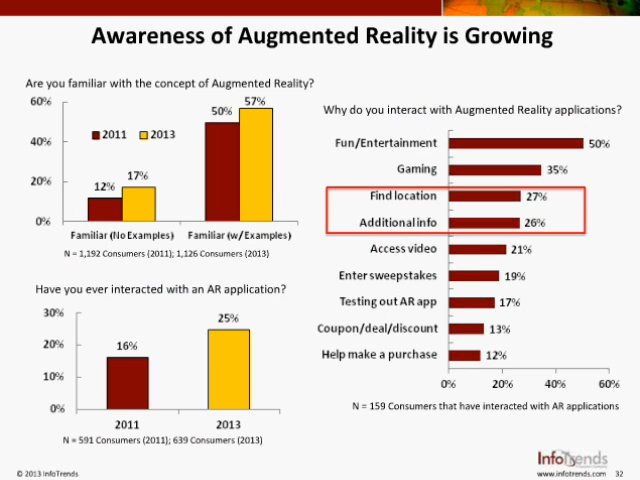 Awareness of Augmented Reality is Growing
Are you familiar with the concept of Augmented Reality?
60%
40%
20%
0%
2011
2013
12%
17%
50%
57%
Familiar (No Examples)
Familiar (w/Examples)
N = 1,192 Consumers (2011); 1,126 Consumers (2013)
Have you ever interacted with an AR application?
30%
20%
10%
0%
16%
25%
2011
2013
N = 591 Consumers (2011); 639 Consumers (2013)
Why do you interact with Augmented Reality applications?
Fun/Entertainment 50%
Gaming 35%
Find location 27%
Additional info 26%
Access video 21%
Enter sweepstakes 19%
Testing out AR app 17%
Coupon/deal/discount 13%
Help make a purchase 12%
0% 20% 40% 60%
N = 159 Consumers that have interacted with AR applications
© 2013 InfoTrends
InfoTrends
www.infotrends.com 32